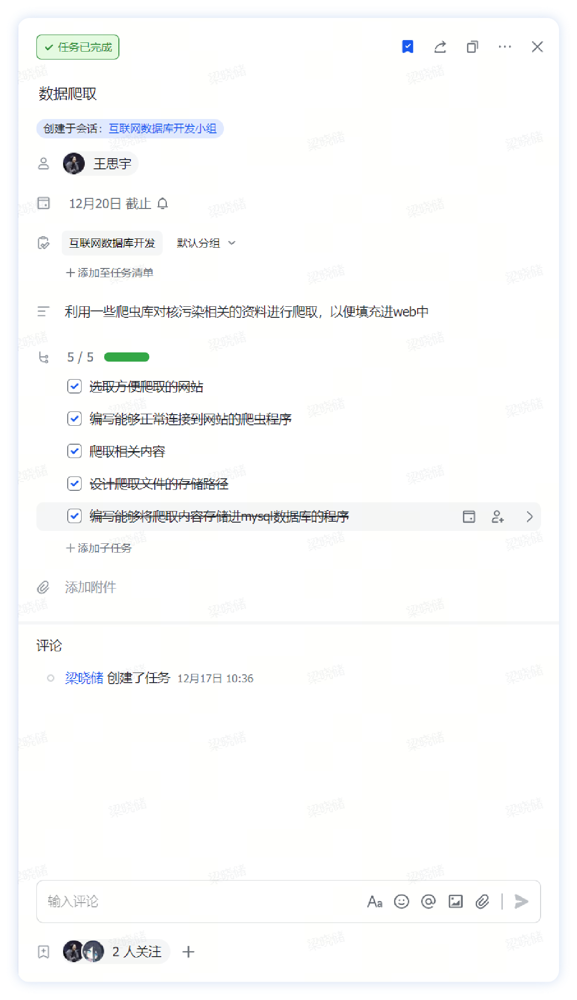 任务已完成
数据爬取
创建于会话：互联网数据库开发小组
王思宇
12月20日 截止
互联网数据库开发 默认分组
添加至任务清单
利用一些爬虫库对核污染相关的资料进行爬取，以便填充进web中
5 / 5
选取方便爬取的网站
编写能够正常连接到网站的爬虫程序
爬取相关内容
设计爬取文件的存储路径
编写能够将爬取内容存储进mysql数据库的程序
添加子任务
添加附件
评论
梁晓储 创建了任务 12月17日 10:36
输入评论 Aa
2 人关注
梁晓储